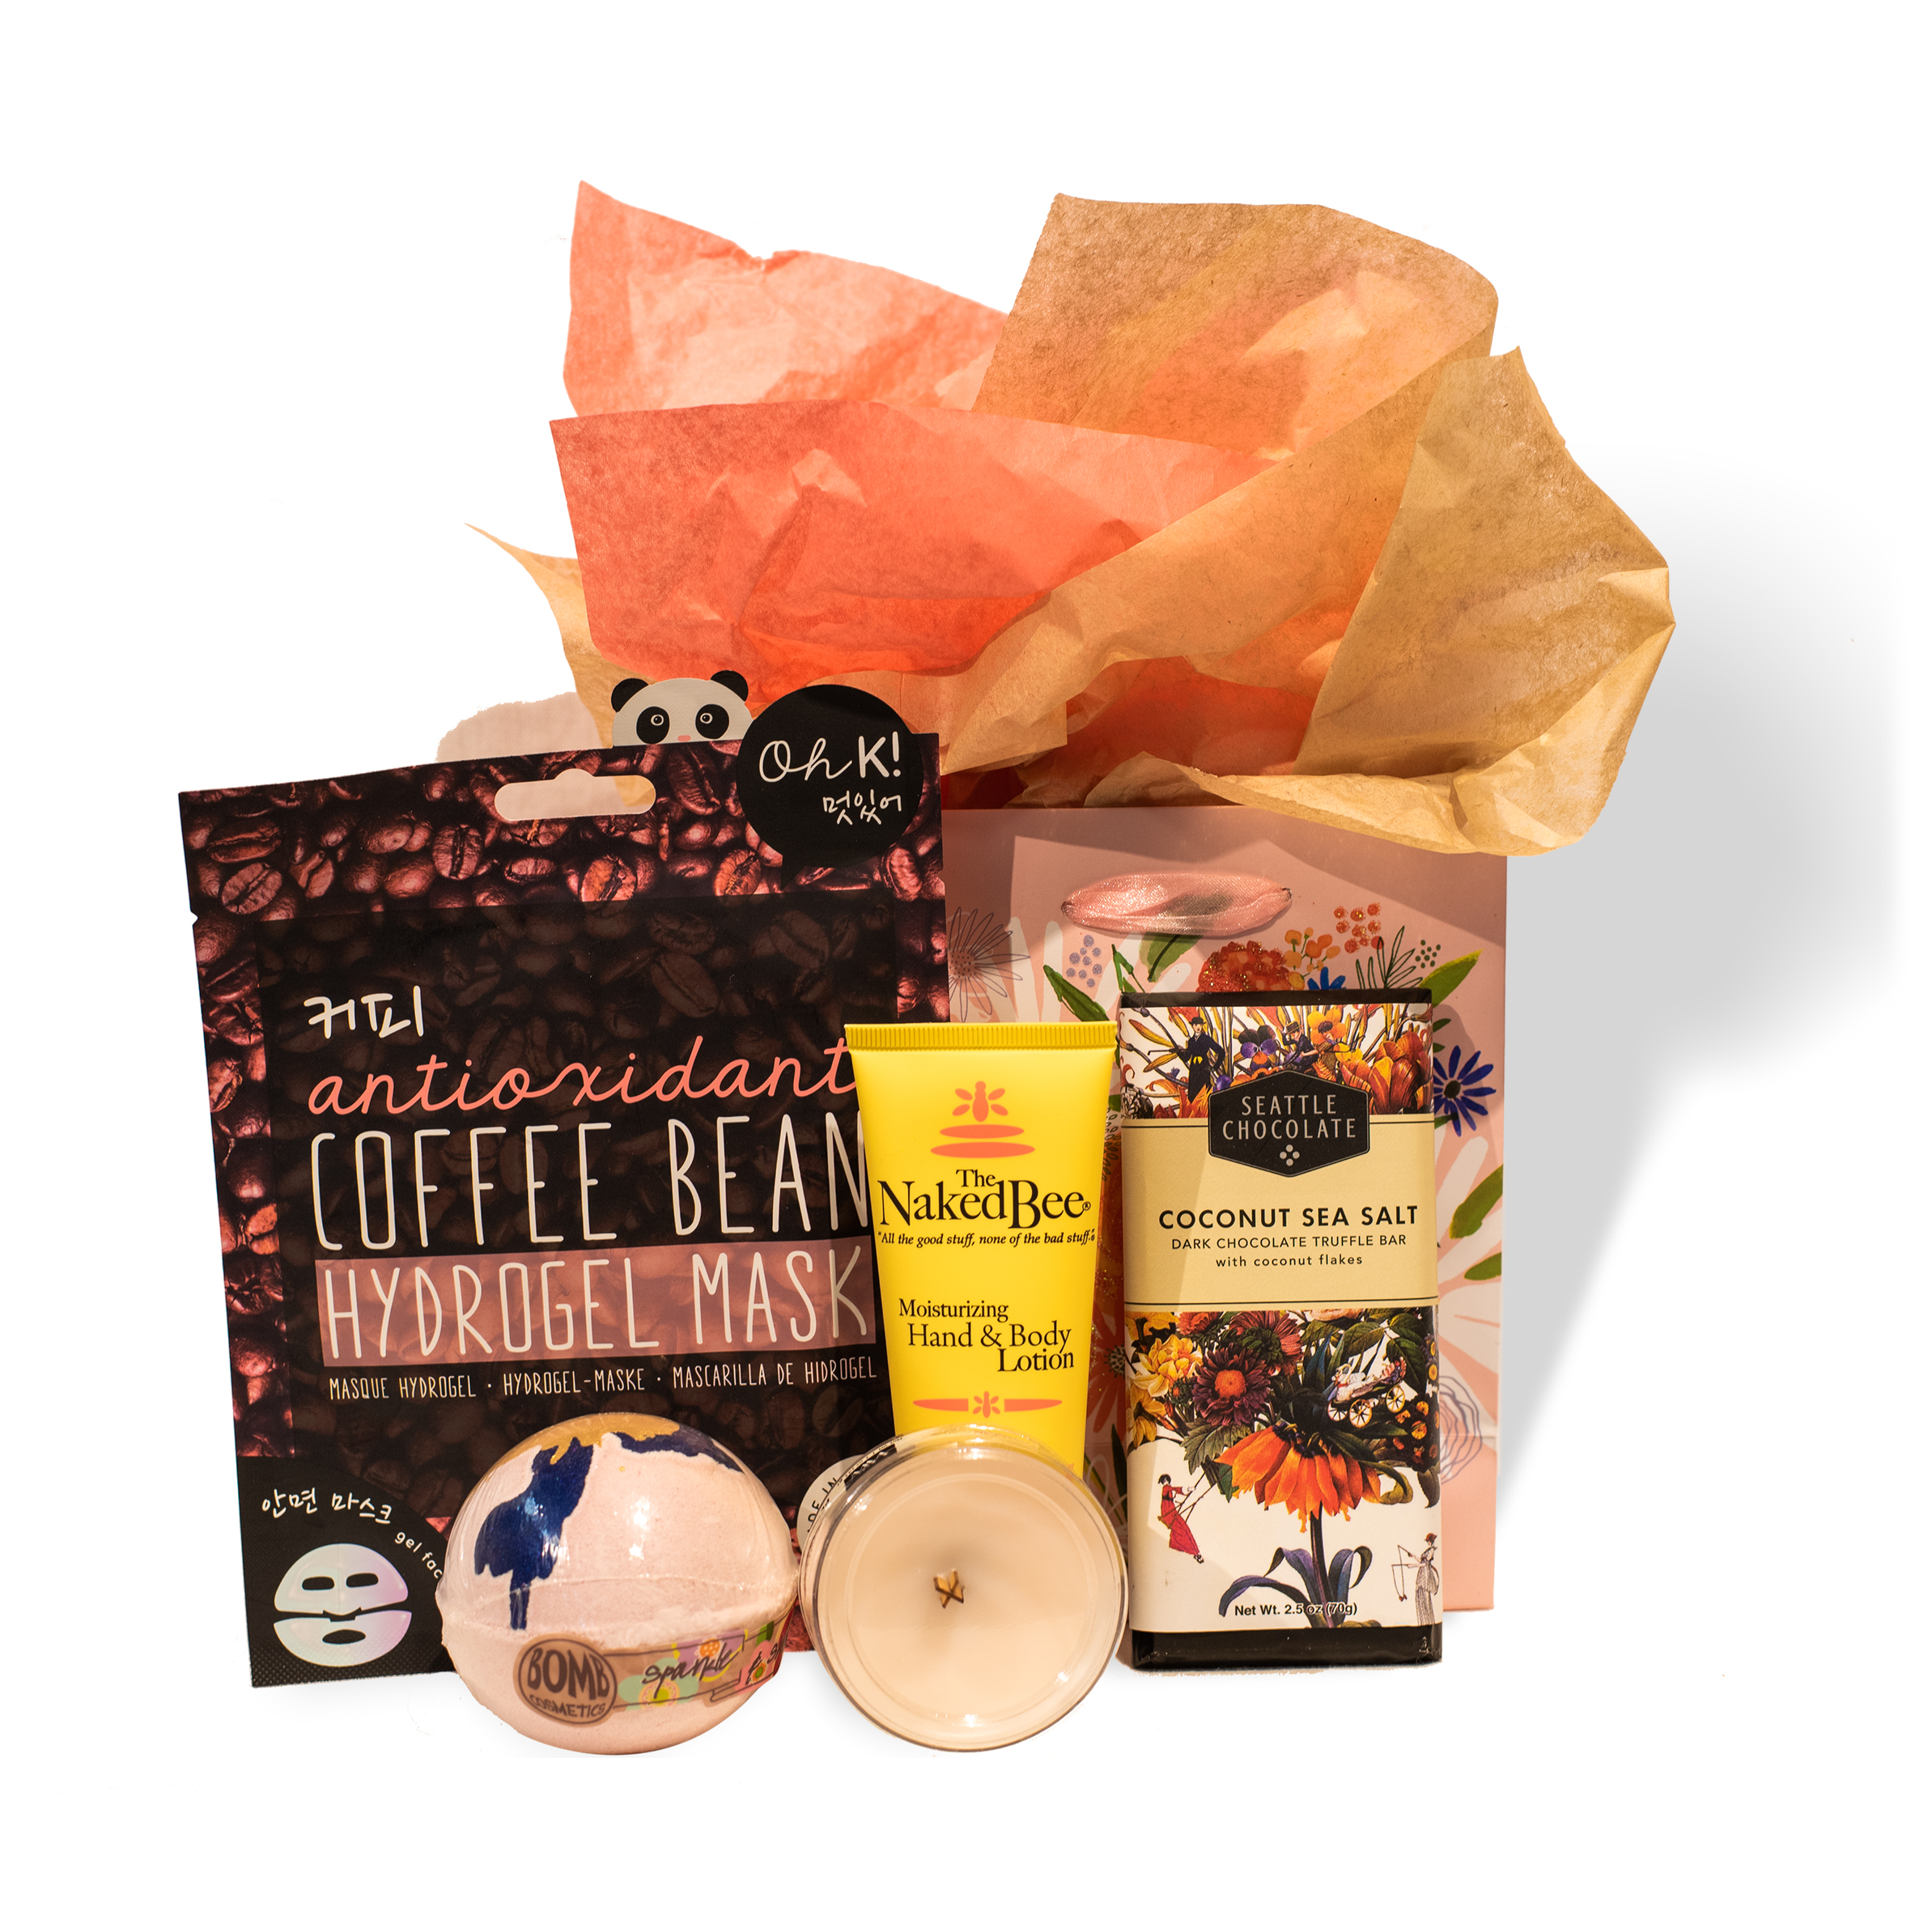 Oh K!
멋있어
커피
antioxidant
COFFEE BEAN
HYDROGEL MASK
MASQUE HYDROGEL · HYDROGEL-MASKE · MASCARILLA DE HIDROGEL
안면 마스크
gel fac
The
NakedBee®
"All the good stuff, none of the bad stuff."®
Moisturizing
Hand & Body
Lotion
SEATTLE
CHOCOLATE
COCONUT SEA SALT
DARK CHOCOLATE TRUFFLE BAR
with coconut flakes
Net Wt. 2.5 oz (70g)
BOMB
COSMETICS
sparkle